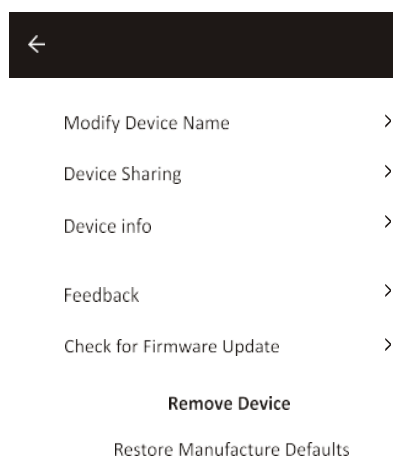 Modify Device Name
Device Sharing
Device info
Feedback
Check for Firmware Update
Remove Device
Restore Manufacture Defaults